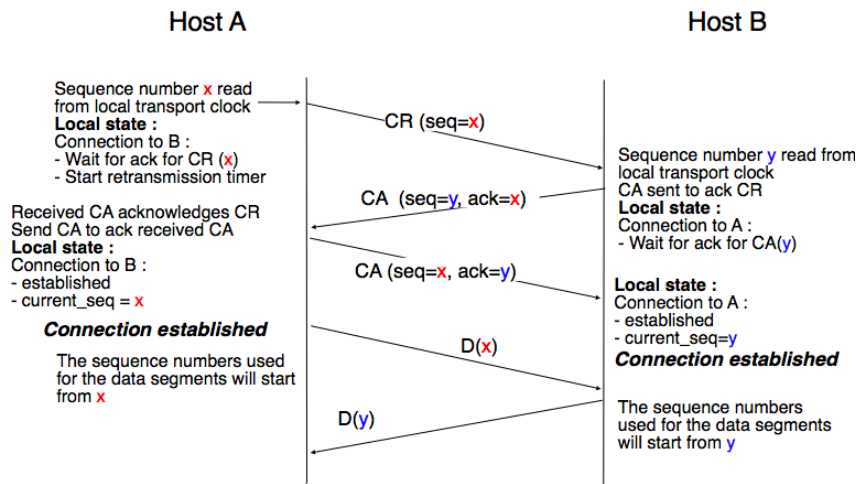 Host A
Host B
Sequence number x read
from local transport clock
Local state :
Connection to B :
- Wait for ack for CR (x)
- Start retransmission timer
CR (seq=x)
Sequence number y read from
local transport clock
CA sent to ack CR
Local state :
Connection to A :
- Wait for ack for CA(y)
CA (seq=y, ack=x)
Received CA acknowledges CR
Send CA to ack received CA
Local state :
Connection to B :
- established
- current_seq = x
Connection established
CA (seq=x, ack=y)
Local state :
Connection to A :
- established
- current_seq=y
Connection established
The sequence numbers used
for the data segments will start
from x
D(x)
The sequence numbers
used for the data segments
will start from y
D(y)